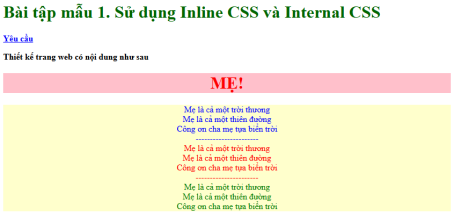 Bài tập mẫu 1. Sử dụng Inline CSS và Internal CSS
Yêu cầu
Thiết kế trang web có nội dung như sau
MẸ!
Mẹ là cả một trời thương
Mẹ là cả một thiên đường
Công ơn cha mẹ tựa biển trời
----------------------
Mẹ là cả một trời thương
Mẹ là cả một thiên đường
Công ơn cha mẹ tựa biển trời
----------------------
Mẹ là cả một trời thương
Mẹ là cả một thiên đường
Công ơn cha mẹ tựa biển trời